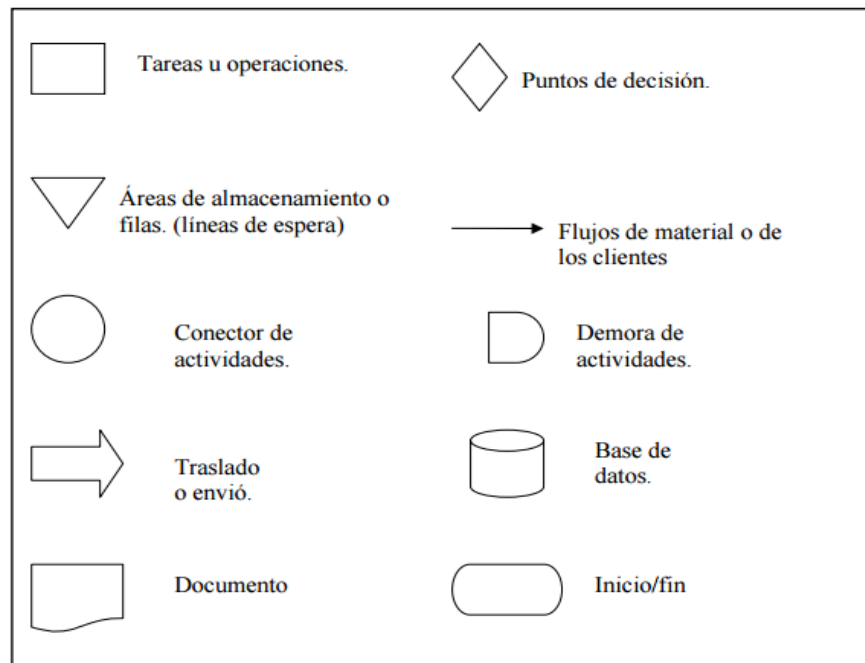 Tareas u operaciones.
Puntos de decisión.
Áreas de almacenamiento o
filas. (líneas de espera)
Flujos de material o de
los clientes
Conector de
actividades.
Demora de
actividades.
Traslado
o envió.
Base de
datos.
Documento
Inicio/fin